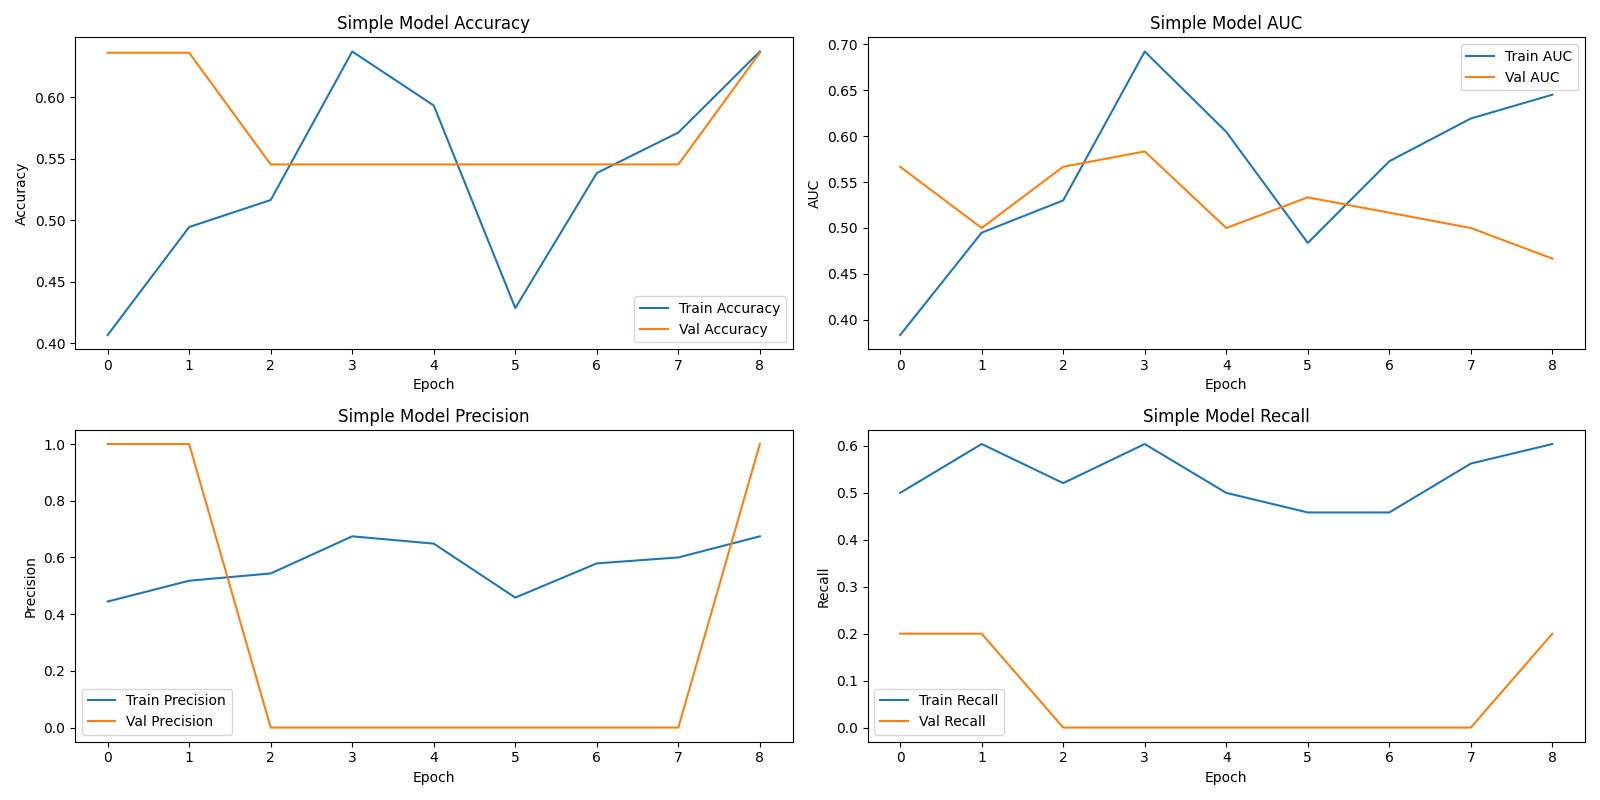 Simple Model Accuracy
0.60
0.55
0.50
0.45
0.40
Accuracy
Train Accuracy
Val Accuracy
0 1 2 3 4 5 6 7 8
Epoch
Simple Model AUC
0.70
0.65
0.60
0.55
0.50
0.45
0.40
AUC
Train AUC
Val AUC
0 1 2 3 4 5 6 7 8
Epoch
Simple Model Precision
1.0
0.8
0.6
0.4
0.2
0.0
Precision
Train Precision
Val Precision
0 1 2 3 4 5 6 7 8
Epoch
Simple Model Recall
0.6
0.5
0.4
0.3
0.2
0.1
0.0
Recall
Train Recall
Val Recall
0 1 2 3 4 5 6 7 8
Epoch